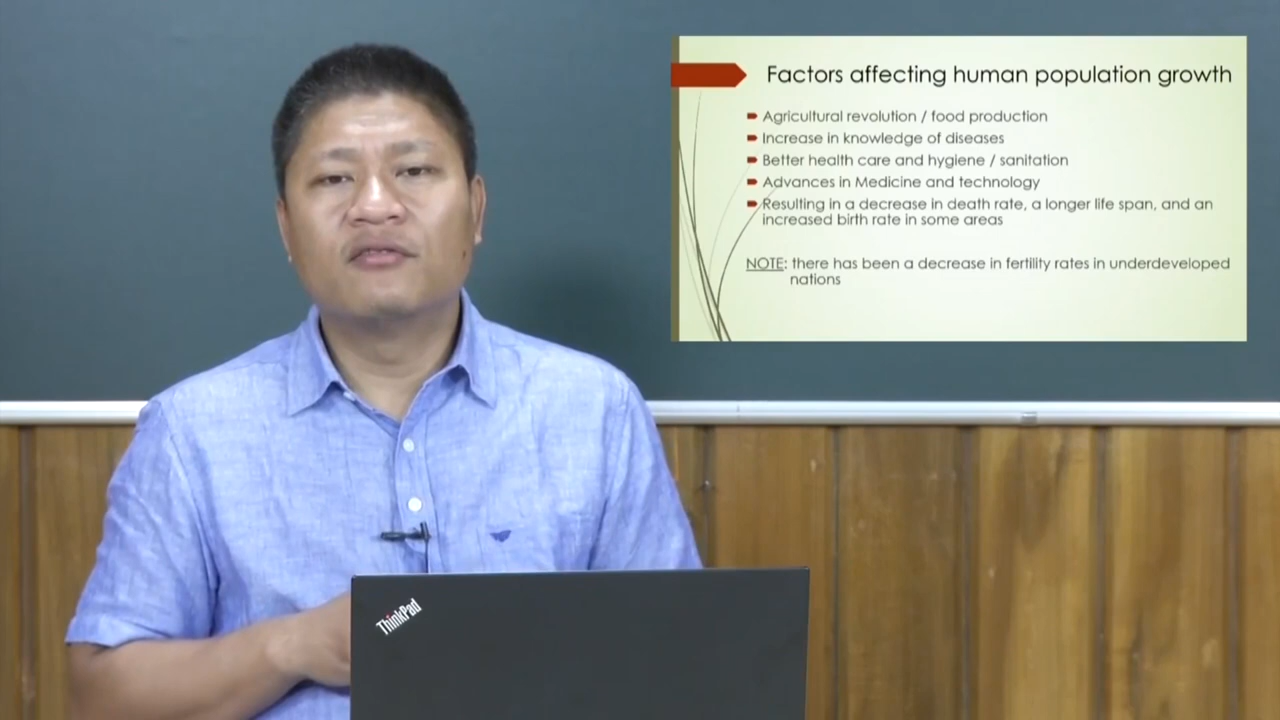 Factors affecting human population growth
Agricultural revolution / food production
Increase in knowledge of diseases
Better health care and hygiene / sanitation
Advances in Medicine and technology
Resulting in a decrease in death rate, a longer life span, and an
increased birth rate in some areas
NOTE: there has been a decrease in fertility rates in underdeveloped
nations
ThinkPad